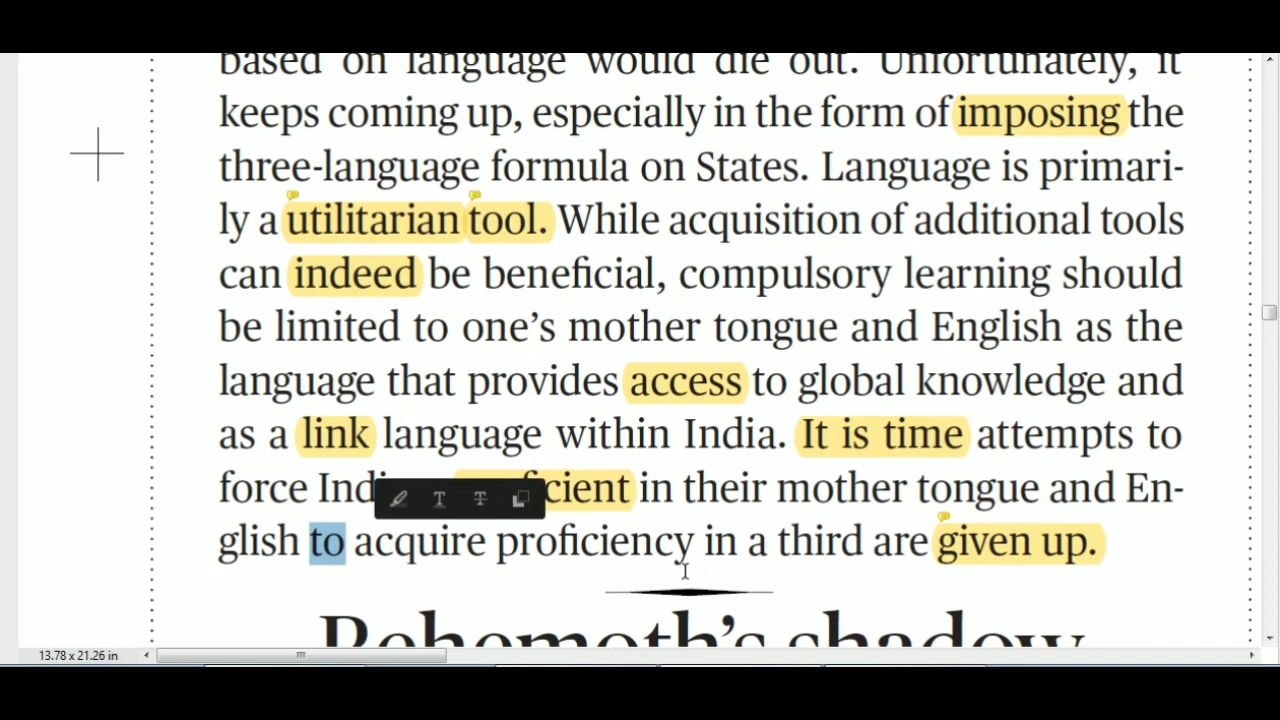 based on language would die out. Unfortunately, it
keeps coming up, especially in the form of imposing the
three-language formula on States. Language is primari-
ly a utilitarian tool. While acquisition of additional tools
can indeed be beneficial, compulsory learning should
be limited to one's mother tongue and English as the
language that provides access to global knowledge and
as a link language within India. It is time attempts to
force in their mother tongue and En-
glish to acquire proficiency in a third are given up.
Behemoth's shadow
13.78 x 21.26 in